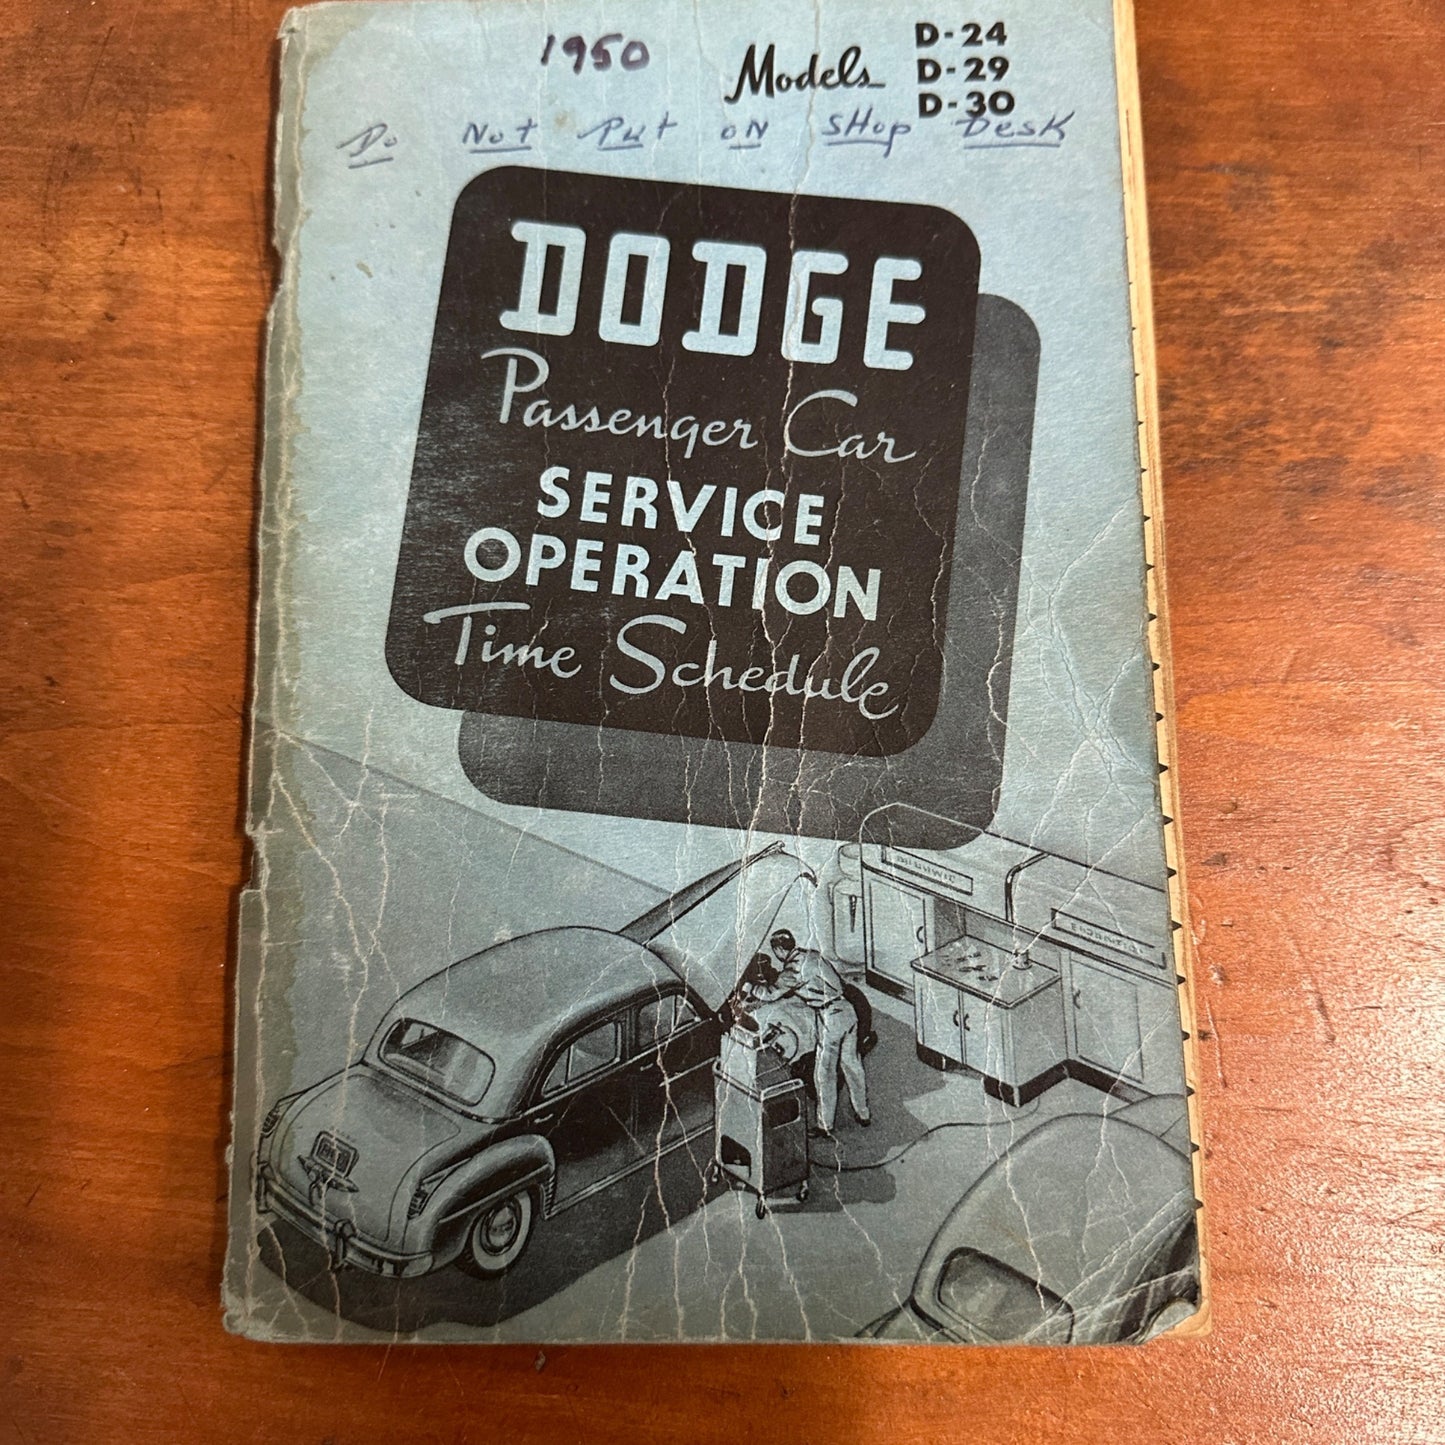 1950
Models D-24
D-29
D-30
Do Not Put ON SHop Desk
DODGE
Passenger Car
SERVICE
OPERATION
Time Schedule